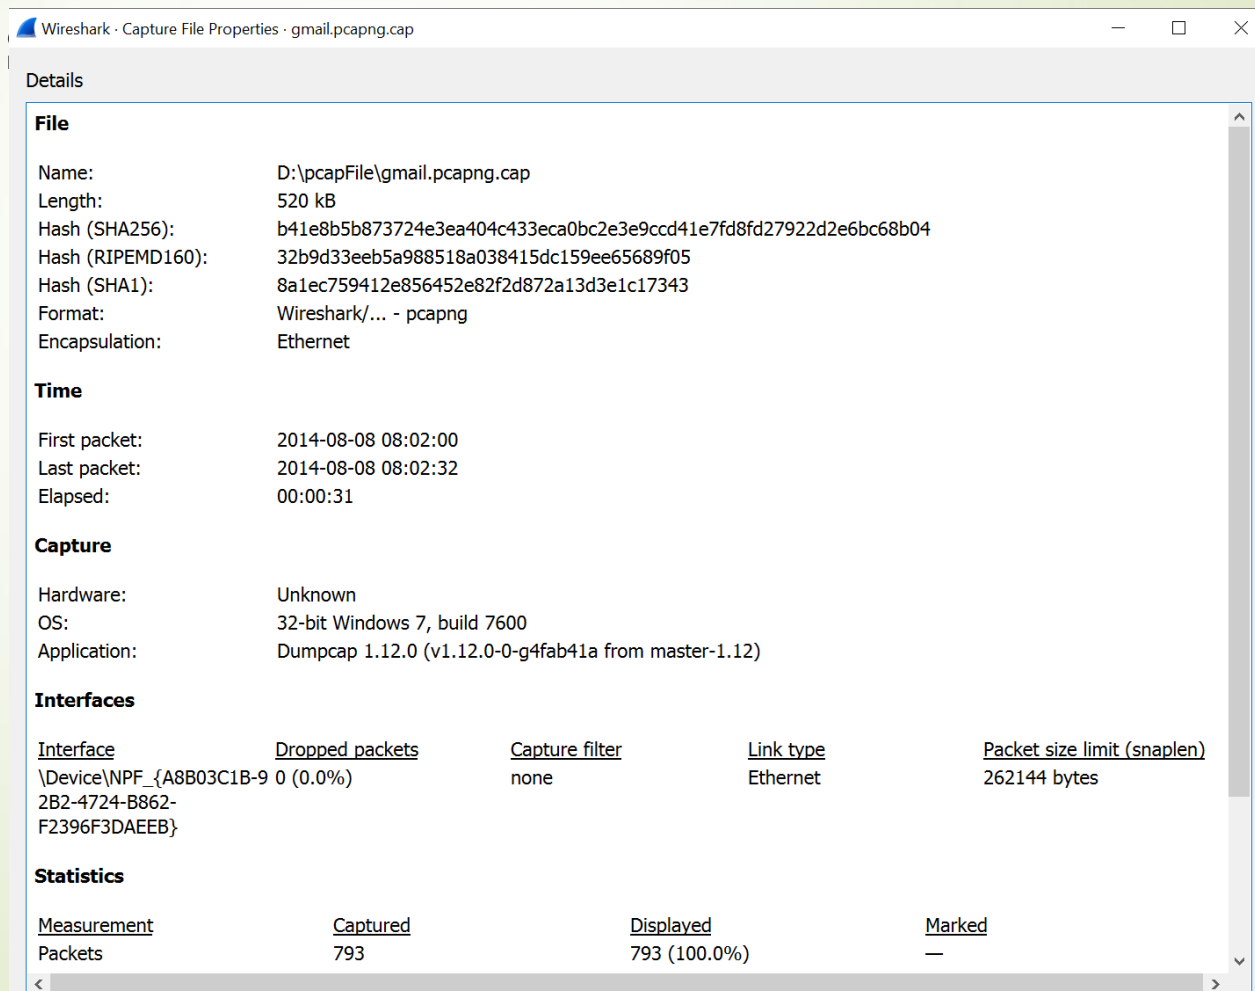 Wireshark · Capture File Properties · gmail.pcapng.cap
Details
File
Name: D:\pcapFile\gmail.pcapng.cap
Length: 520 kB
Hash (SHA256): b41e8b5b873724e3ea404c433eca0bc2e3e9ccd41e7fd8fd27922d2e6bc68b04
Hash (RIPEMD160): 32b9d33eeb5a988518a038415dc159ee65689f05
Hash (SHA1): 8a1ec759412e856452e82f2d872a13d3e1c17343
Format: Wireshark/... - pcapng
Encapsulation: Ethernet
Time
First packet: 2014-08-08 08:02:00
Last packet: 2014-08-08 08:02:32
Elapsed: 00:00:31
Capture
Hardware: Unknown
OS: 32-bit Windows 7, build 7600
Application: Dumpcap 1.12.0 (v1.12.0-0-g4fab41a from master-1.12)
Interfaces
Interface Dropped packets Capture filter Link type Packet size limit (snaplen)
\Device\NPF_{A8B03C1B-9 0 (0.0%) none Ethernet 262144 bytes
2B2-4724-B862-
F2396F3DAEEB}
Statistics
Measurement Captured Displayed Marked
Packets 793 793 (100.0%) —